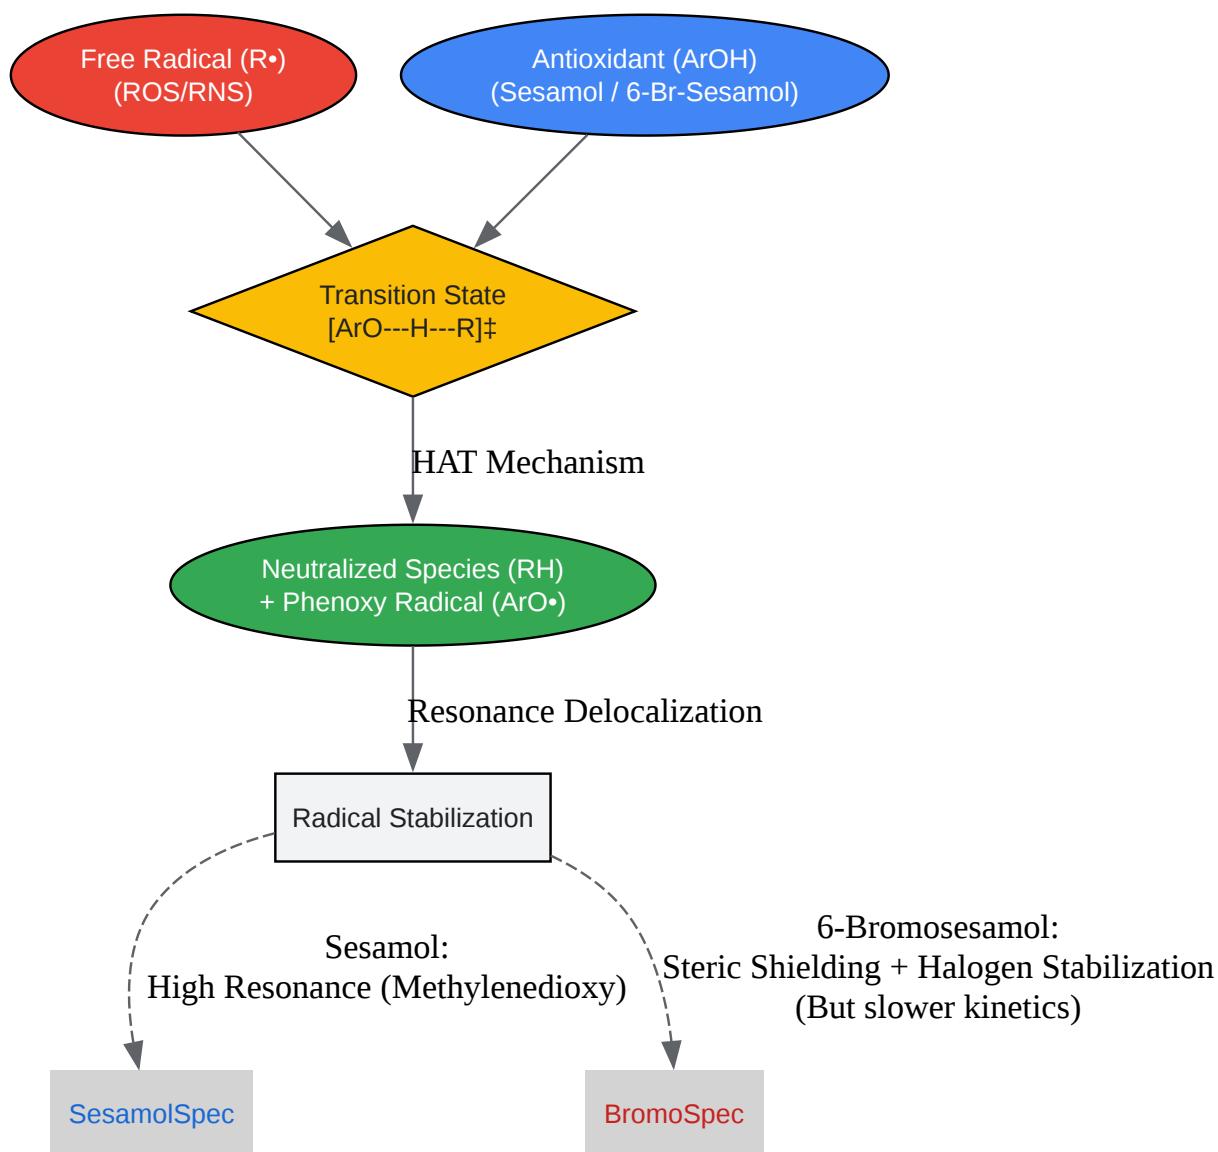 Free Radical (R•)
(ROS/RNS)
Antioxidant (ArOH)
(Sesamol / 6-Br-Sesamol)
Transition State
[ArO---H---R]‡
HAT Mechanism
Neutralized Species (RH)
+ Phenoxy Radical (ArO•)
Resonance Delocalization
Radical Stabilization
Sesamol:
High Resonance (Methylenedioxy)
6-Bromosesamol:
Steric Shielding + Halogen Stabilization
(But slower kinetics)
SesamolSpec
BromoSpec